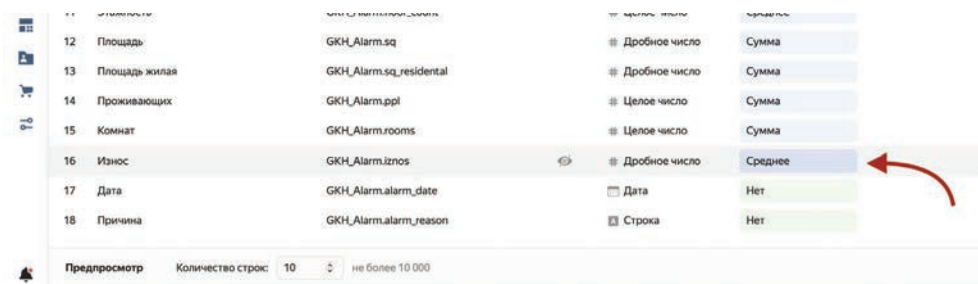 12 Площадь GKH_Alarm.sq # Дробное число Сумма
13 Площадь жилая GKH_Alarm.sq_residental # Дробное число Сумма
14 Проживающих GKH_Alarm.ppl # Целое число Сумма
15 Комнат GKH_Alarm.rooms # Целое число Сумма
16 Износ GKH_Alarm.iznos # Дробное число Среднее
17 Дата GKH_Alarm.alarm_date Дата Нет
18 Причина GKH_Alarm.alarm_reason A Строка Нет
Предпросмотр Количество строк: 10 не более 10 000